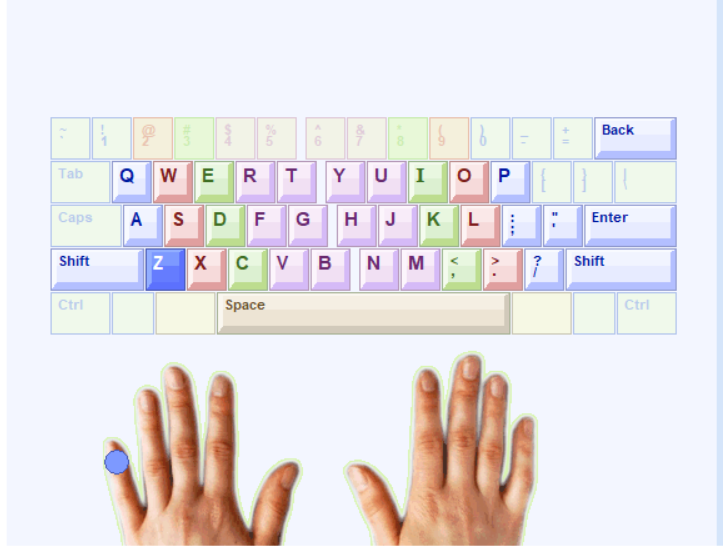 ~ ` ! 1 @ 2 # 3 $ 4 % 5 ^ 6 & 7 * 8 ( 9 ) 0 _ - + = Back
Tab Q W E R T Y U I O P { [ } ] | \
Caps A S D F G H J K L : ; " ' Enter
Shift Z X C V B N M < , > . ? / Shift
Ctrl Space Ctrl